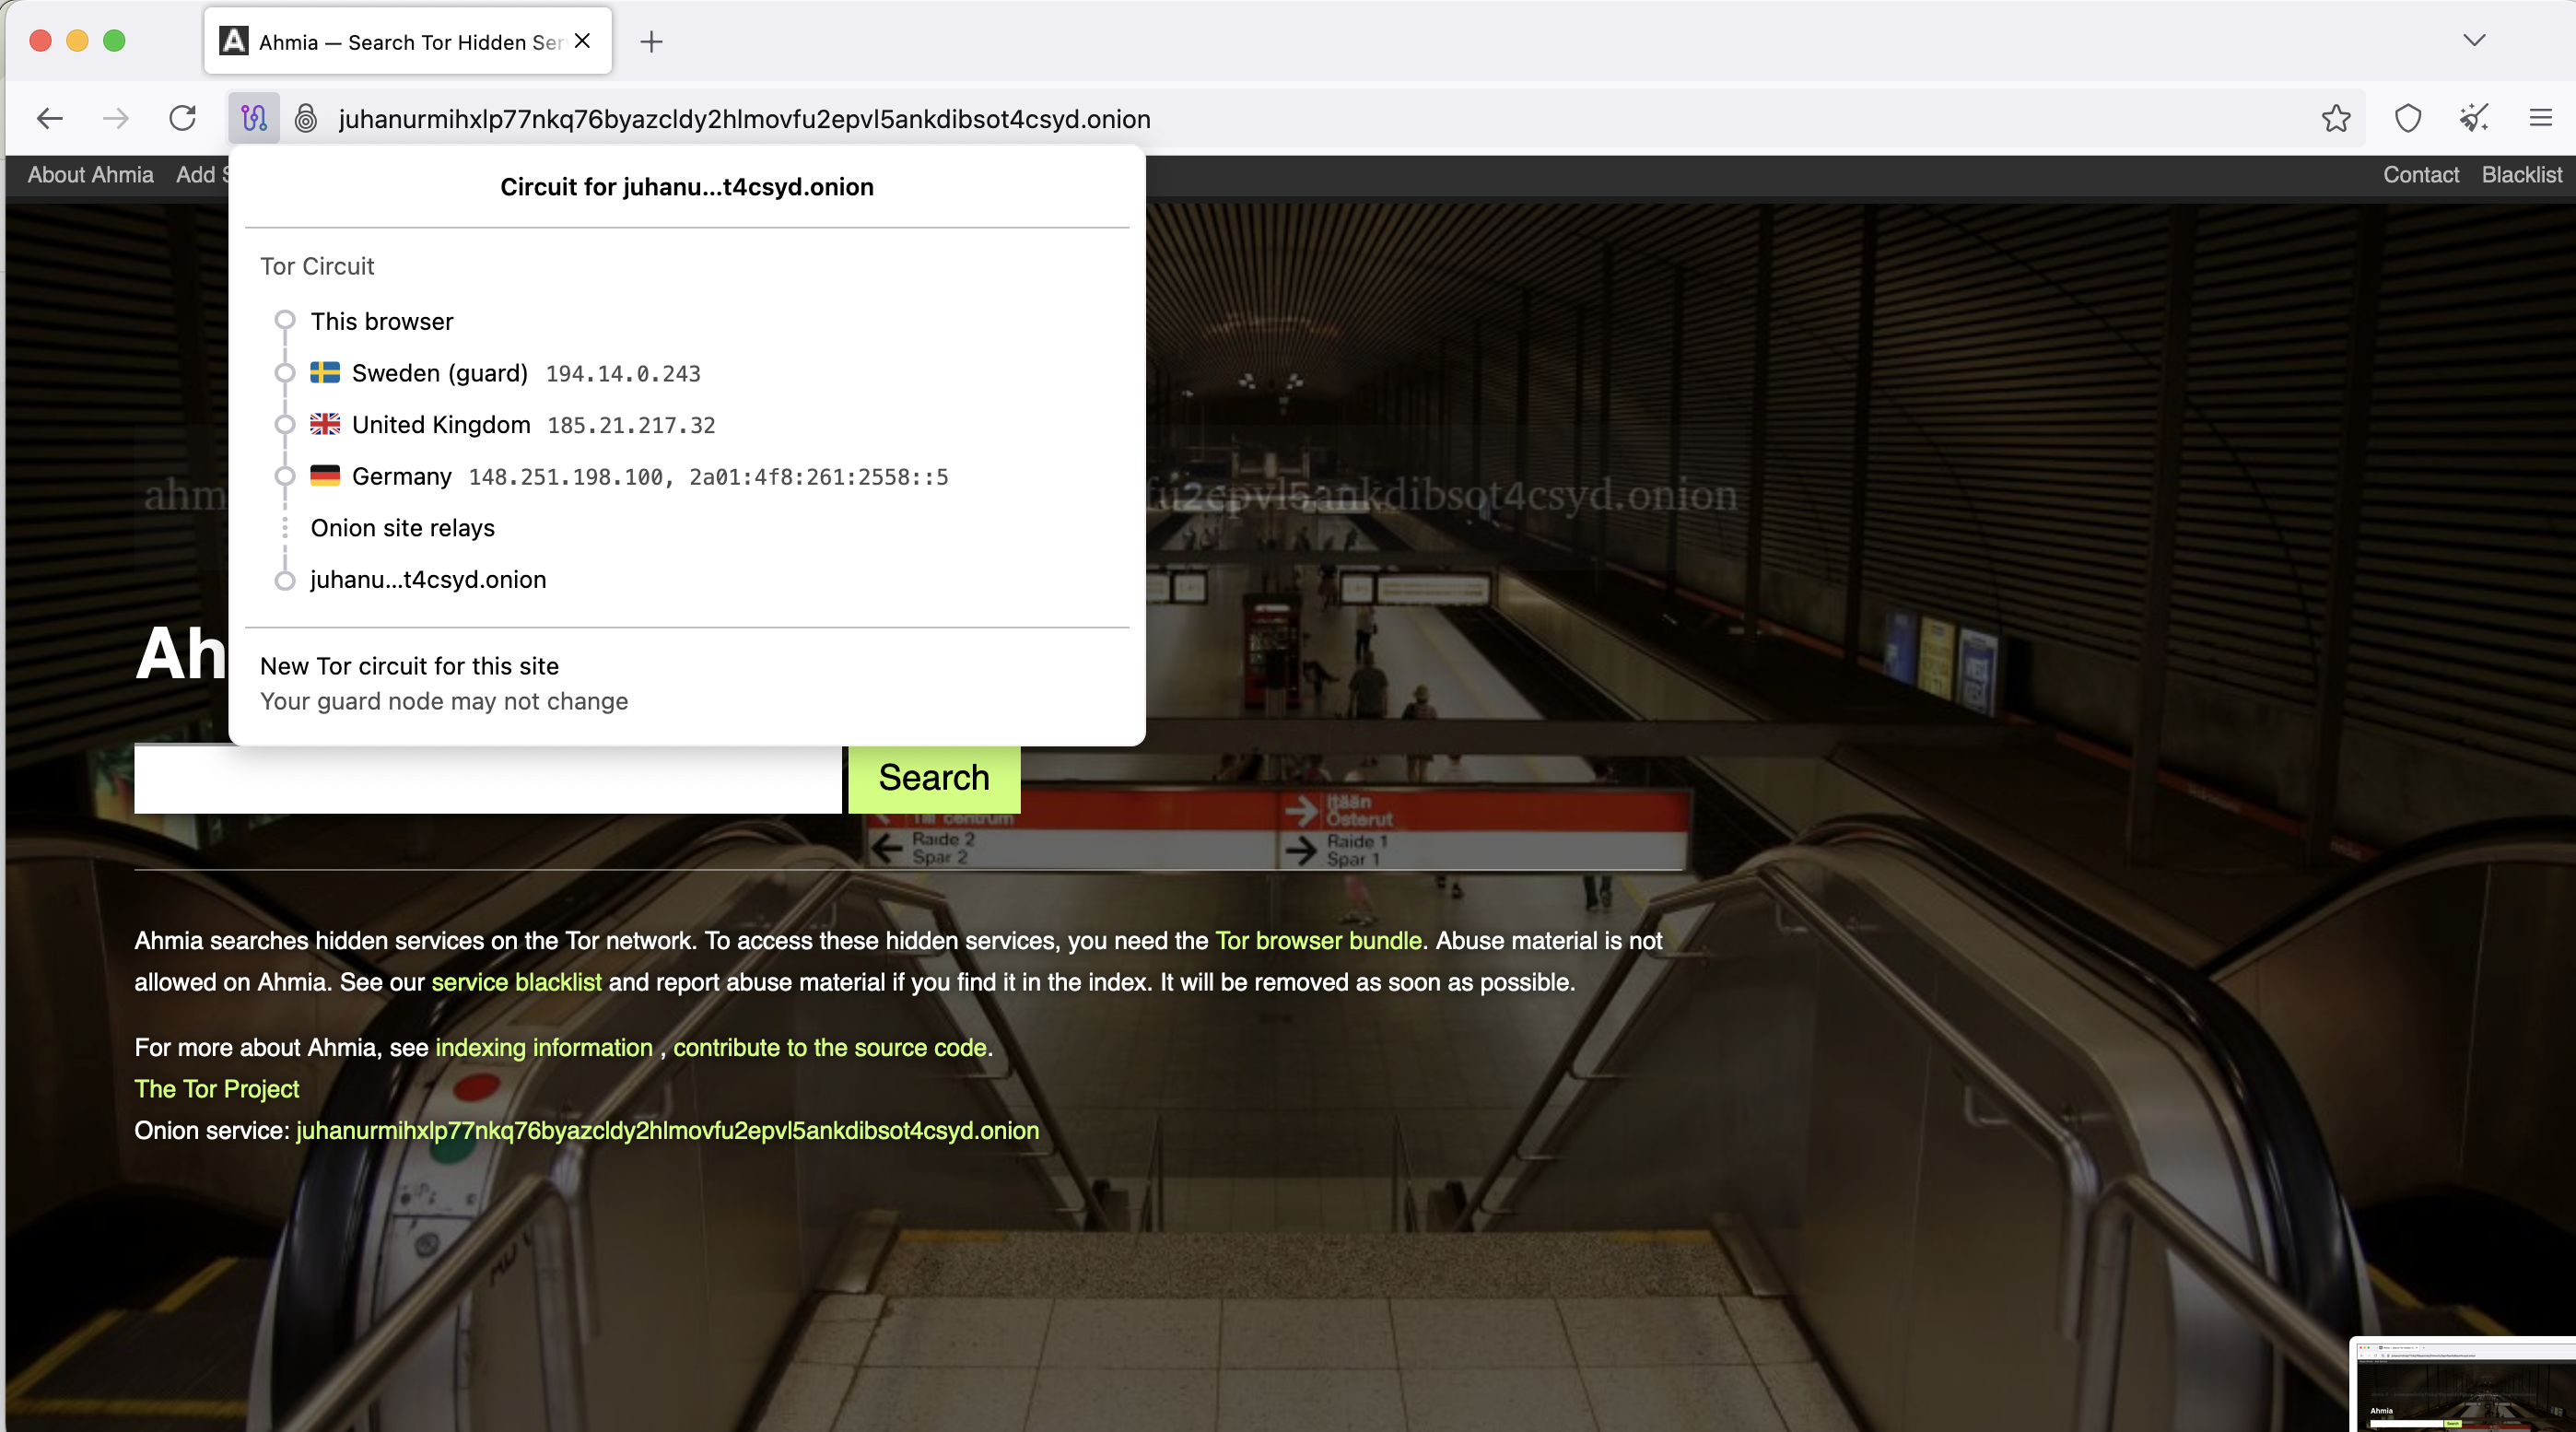 Ahmia — Search Tor Hidden Ser
juhanurmihxlp77nkq76byazcldy2hlmovfu2epvl5ankdibsot4csyd.onion
About Ahmia Add S Contact Blacklist
Circuit for juhanu...t4csyd.onion
Tor Circuit
This browser
Sweden (guard) 194.14.0.243
United Kingdom 185.21.217.32
Germany 148.251.198.100, 2a01:4f8:261:2558::5
ahm fu2epvl5ankdibsot4csyd.onion
Onion site relays
juhanu...t4csyd.onion
Ah
New Tor circuit for this site
Your guard node may not change
Search
Till centrum
Itään
Österut
Raide 2
Spår 2
Raide 1
Spår 1
Ahmia searches hidden services on the Tor network. To access these hidden services, you need the Tor browser bundle. Abuse material is not
allowed on Ahmia. See our service blacklist and report abuse material if you find it in the index. It will be removed as soon as possible.
For more about Ahmia, see indexing information , contribute to the source code.
The Tor Project
Onion service: juhanurmihxlp77nkq76byazcldy2hlmovfu2epvl5ankdibsot4csyd.onion
Ahmia